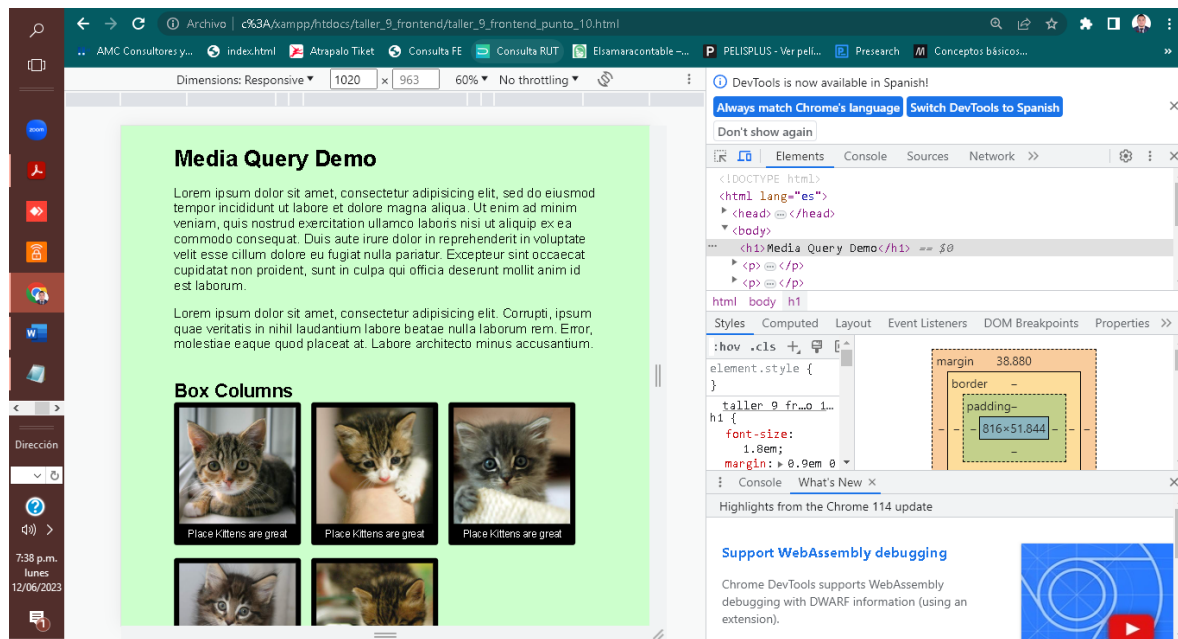 Archivo | c%3A/xampp/htdocs/taller_9_frontend/taller_9_frontend_punto_10.html
AMC Consultores y... index.html Atrapalo Tiket Consulta FE Consulta RUT Elsamaracontable –... PELISPLUS - Ver pelí... Presearch Conceptos básicos... »
Dimensions: Responsive ▼ 1020 × 963 60% ▼ No throttling ▼
Media Query Demo
Lorem ipsum dolor sit amet, consectetur adipisicing elit, sed do eiusmod
tempor incididunt ut labore et dolore magna aliqua. Ut enim ad minim
veniam, quis nostrud exercitation ullamco laboris nisi ut aliquip ex ea
commodo consequat. Duis aute irure dolor in reprehenderit in voluptate
velit esse cillum dolore eu fugiat nulla pariatur. Excepteur sint occaecat
cupidatat non proident, sunt in culpa qui officia deserunt mollit anim id
est laborum.
Lorem ipsum dolor sit amet, consectetur adipisicing elit. Corrupti, ipsum
quae veritatis in nihil laudantium labore beatae nulla laborum rem. Error,
molestiae eaque quod placeat at. Labore architecto minus accusantium.
Box Columns
Place Kittens are great
Place Kittens are great
Place Kittens are great
DevTools is now available in Spanish!
Always match Chrome's language Switch DevTools to Spanish
Don't show again
Elements Console Sources Network »
<!DOCTYPE html>
<html lang="es">
<head> … </head>
<body>
... <h1>Media Query Demo</h1> == $0
<p> … </p>
<p> … </p>
html body h1
Styles Computed Layout Event Listeners DOM Breakpoints Properties »
:hov .cls +
element.style {
}
taller 9 fr…o 1…
h1 {
font-size:
1.8em;
margin: ▶ 0.9em 0
margin 38.880
border –
padding–
– – – 816×51.844 – – –
–
Console What's New ×
Highlights from the Chrome 114 update
Support WebAssembly debugging
Chrome DevTools supports WebAssembly
debugging with DWARF information (using an
extension).
zoom
W
Dirección
7:38 p.m.
lunes
12/06/2023
1